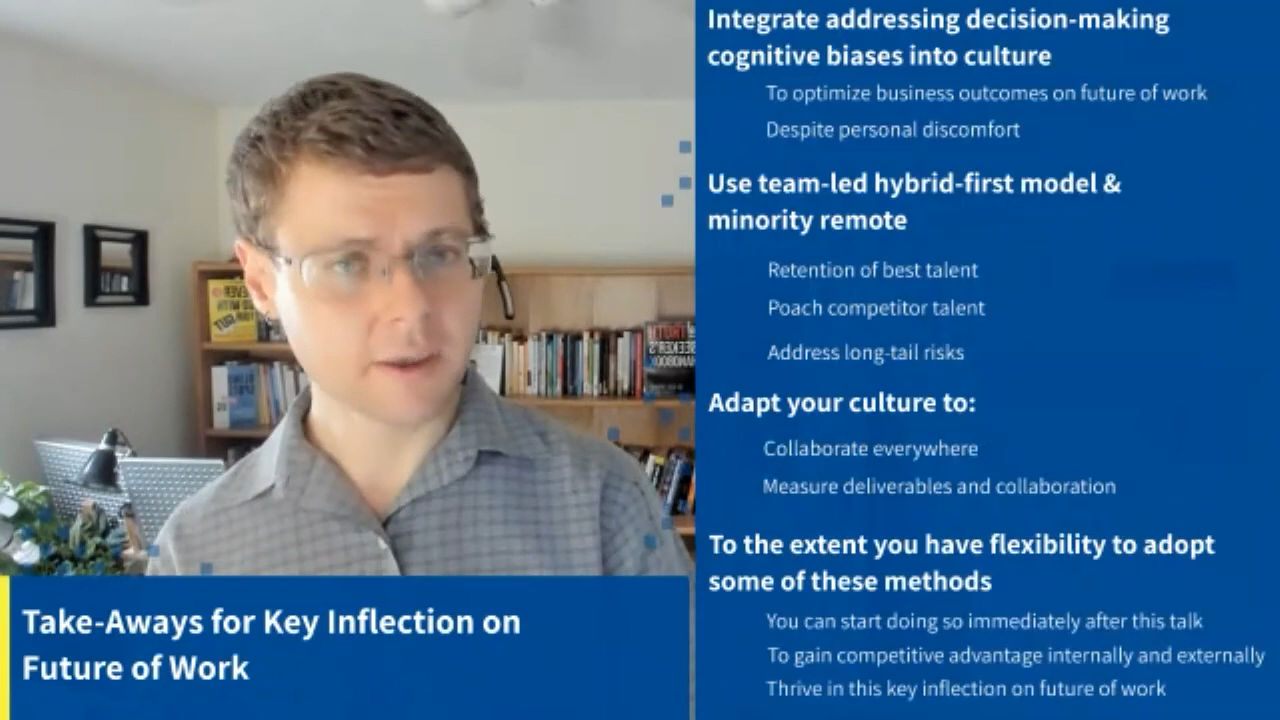 Integrate addressing decision-making
cognitive biases into culture
To optimize business outcomes on future of work
Despite personal discomfort
Use team-led hybrid-first model &
minority remote
Retention of best talent
Poach competitor talent
Address long-tail risks
Adapt your culture to:
Collaborate everywhere
Measure deliverables and collaboration
To the extent you have flexibility to adopt
some of these methods
You can start doing so immediately after this talk
To gain competitive advantage internally and externally
Thrive in this key inflection on future of work
Take-Aways for Key Inflection on
Future of Work